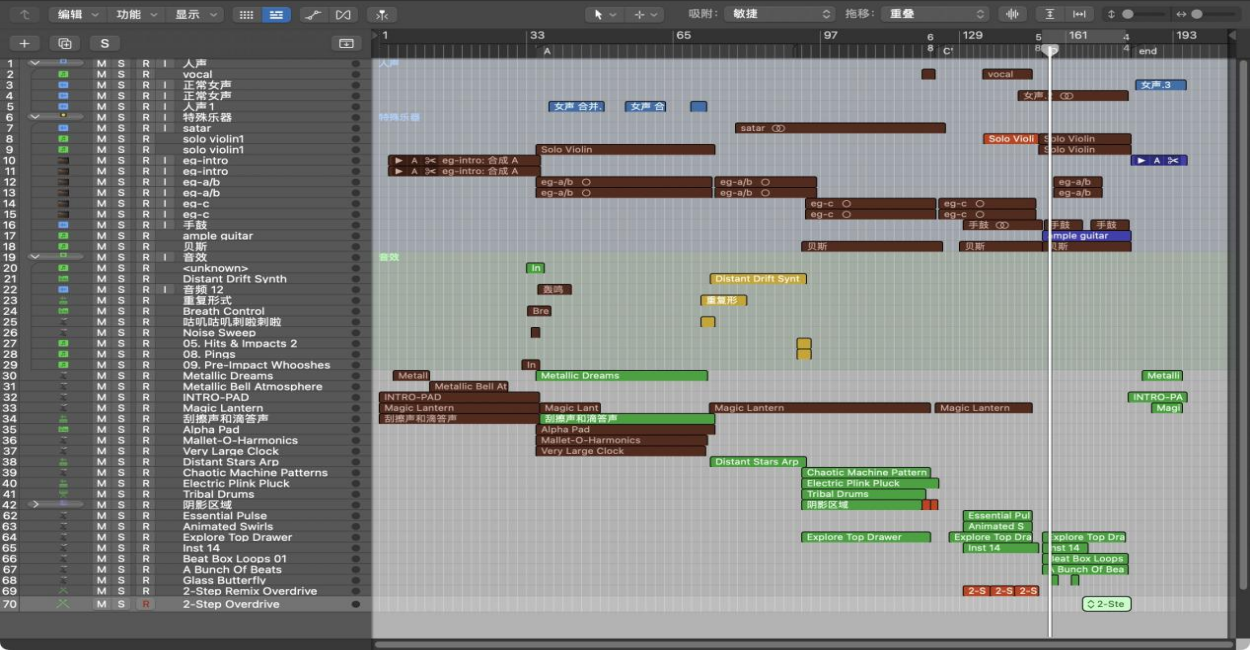 编辑 功能 显示 吸附: 敏捷 拖移: 重叠
S
1 33 65 97 6 8 129 5 8 161 4 4 193
A C' end
1 M S R I 人声 人声
2 M S R vocal vocal
3 M S R I 正常女声 女声.3
4 M S R I 正常女声 女声.
5 M S R I 人声1 女声 合并. 女声 合
6 M S R I 特殊乐器 特殊乐器
7 M S R I satar satar
8 M S R solo violin1 Solo Violi Solo Violin
9 M S R solo violin1 Solo Violin Solo Violin
10 M S R I eg-intro A eg-intro: 合成 A A
11 M S R I eg-intro A eg-intro: 合成 A
12 M S R I eg-a/b eg-a/b eg-a/b eg-a/b
13 M S R I eg-a/b eg-a/b eg-a/b eg-a/b
14 M S R I eg-c eg-c eg-c
15 M S R I eg-c eg-c eg-c
16 M S R I 手鼓 手鼓 手鼓 手鼓
17 M S R ample guitar ample guitar
18 M S R 贝斯 贝斯 贝斯 贝斯
19 M S R I 音效 音效
20 M S R <unknown> In
21 M S R Distant Drift Synth Distant Drift Synt
22 M S R I 音频 12 轰鸣
23 M S R 重复形式 重复形
24 M S R Breath Control Bre
25 M S R 咕叽咕叽刺啦刺啦
26 M S R Noise Sweep
27 M S R 05. Hits & Impacts 2
28 M S R 08. Pings
29 M S R 09. Pre-Impact Whooshes In
30 M S R Metallic Dreams Metall Metallic Dreams Metalli
31 M S R Metallic Bell Atmosphere Metallic Bell At
32 M S R INTRO-PAD INTRO-PAD INTRO-PA
33 M S R Magic Lantern Magic Lantern Magic Lant Magic Lantern Magic Lantern Magi
34 M S R 刮擦声和滴答声 刮擦声和滴答声 刮擦声和滴答声
35 M S R Alpha Pad Alpha Pad
36 M S R Mallet-O-Harmonics Mallet-O-Harmonics
37 M S R Very Large Clock Very Large Clock
38 M S R Distant Stars Arp Distant Stars Arp
39 M S R Chaotic Machine Patterns Chaotic Machine Pattern
40 M S R Electric Plink Pluck Electric Plink Pluck
41 M S R Tribal Drums Tribal Drums
42 M S R 阴影区域 阴影区域
62 M S R Essential Pulse Essential Pul
63 M S R Animated Swirls Animated S
64 M S R Explore Top Drawer Explore Top Drawer Explore Top Dra xplore Top Dra
65 M S R Inst 14 Inst 14 nst 14
66 M S R Beat Box Loops 01 Beat Box Loops
67 M S R A Bunch Of Beats A Bunch Of Bea
68 M S R Glass Butterfly
69 M S R 2-Step Remix Overdrive 2-S 2-S 2-S
70 M S R 2-Step Overdrive 2-Ste